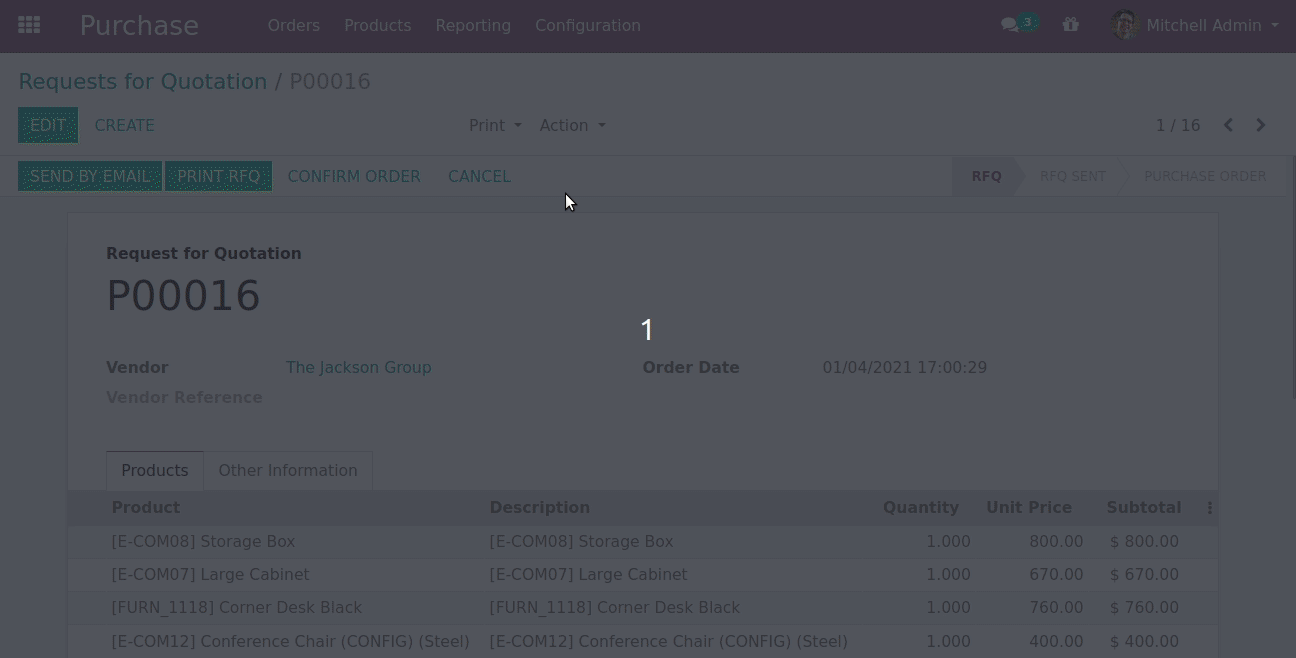 Purchase Orders Products Reporting Configuration 3 Mitchell Admin
Requests for Quotation / P00016
EDIT CREATE Print Action 1 / 16
SEND BY EMAIL PRINT RFQ CONFIRM ORDER CANCEL RFQ RFQ SENT PURCHASE ORDER
Request for Quotation
P00016
1
Vendor The Jackson Group Order Date 01/04/2021 17:00:29
Vendor Reference
Products Other Information
Product Description Quantity Unit Price Subtotal
[E-COM08] Storage Box [E-COM08] Storage Box 1.000 800.00 $ 800.00
[E-COM07] Large Cabinet [E-COM07] Large Cabinet 1.000 670.00 $ 670.00
[FURN_1118] Corner Desk Black [FURN_1118] Corner Desk Black 1.000 760.00 $ 760.00
[E-COM12] Conference Chair (CONFIG) (Steel) [E-COM12] Conference Chair (CONFIG) (Steel) 1.000 400.00 $ 400.00